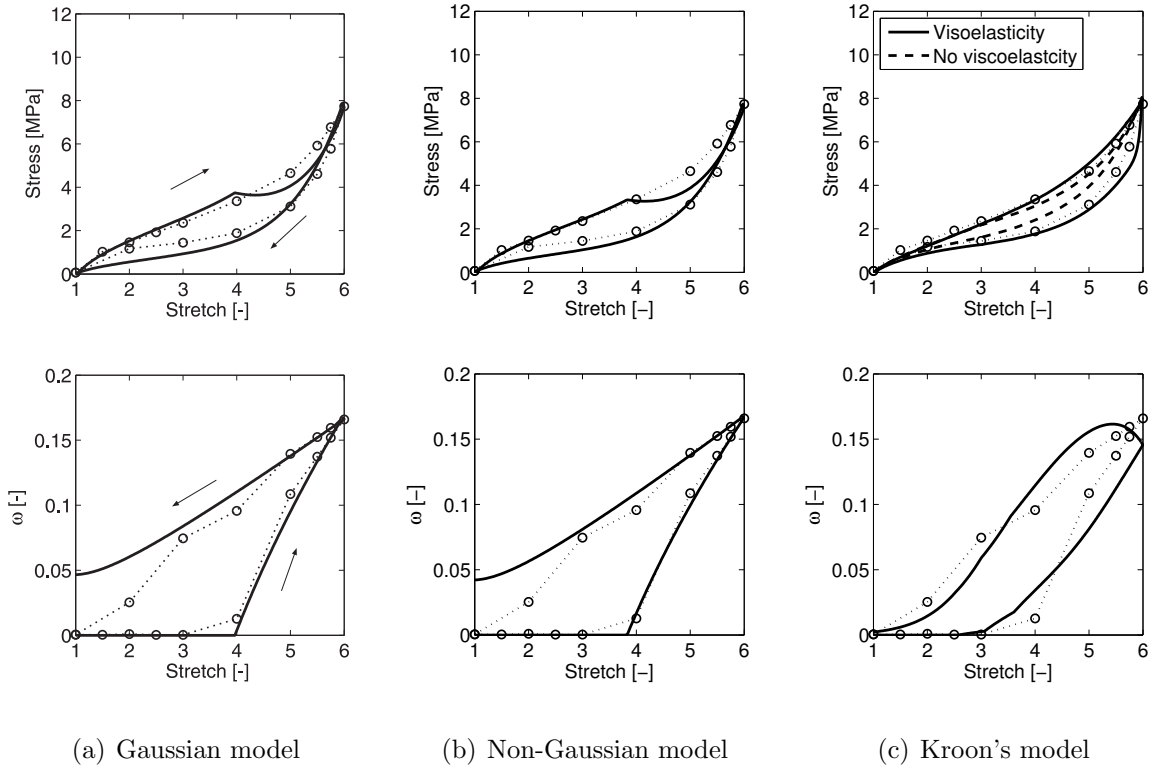 12
10
8
6
4
2
0
Stress [MPa]
1 2 3 4 5 6
Stretch [-]
12
10
8
6
4
2
0
Stress [MPa]
1 2 3 4 5 6
Stretch [–]
12
10
8
6
4
2
0
Stress [MPa]
1 2 3 4 5 6
Stretch [–]
Visoelasticity
No viscoelastcity
0.2
0.15
0.1
0.05
0
ω [-]
1 2 3 4 5 6
Stretch [-]
0.2
0.15
0.1
0.05
0
ω [–]
1 2 3 4 5 6
Stretch [–]
0.2
0.15
0.1
0.05
0
ω [–]
1 2 3 4 5 6
Stretch [–]
(a) Gaussian model
(b) Non-Gaussian model
(c) Kroon's model